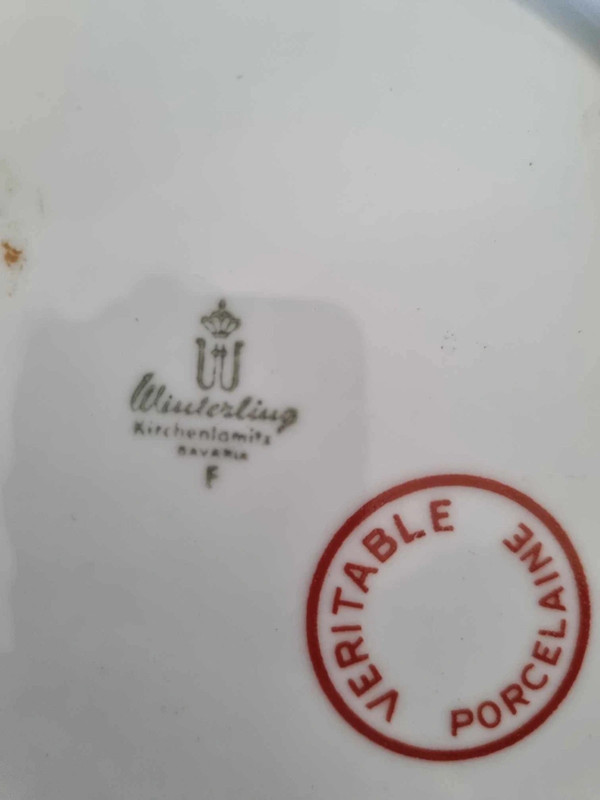 W
Winterling
Kirchenlamitz
BAVARIA
F
VERITABLE PORCELAINE